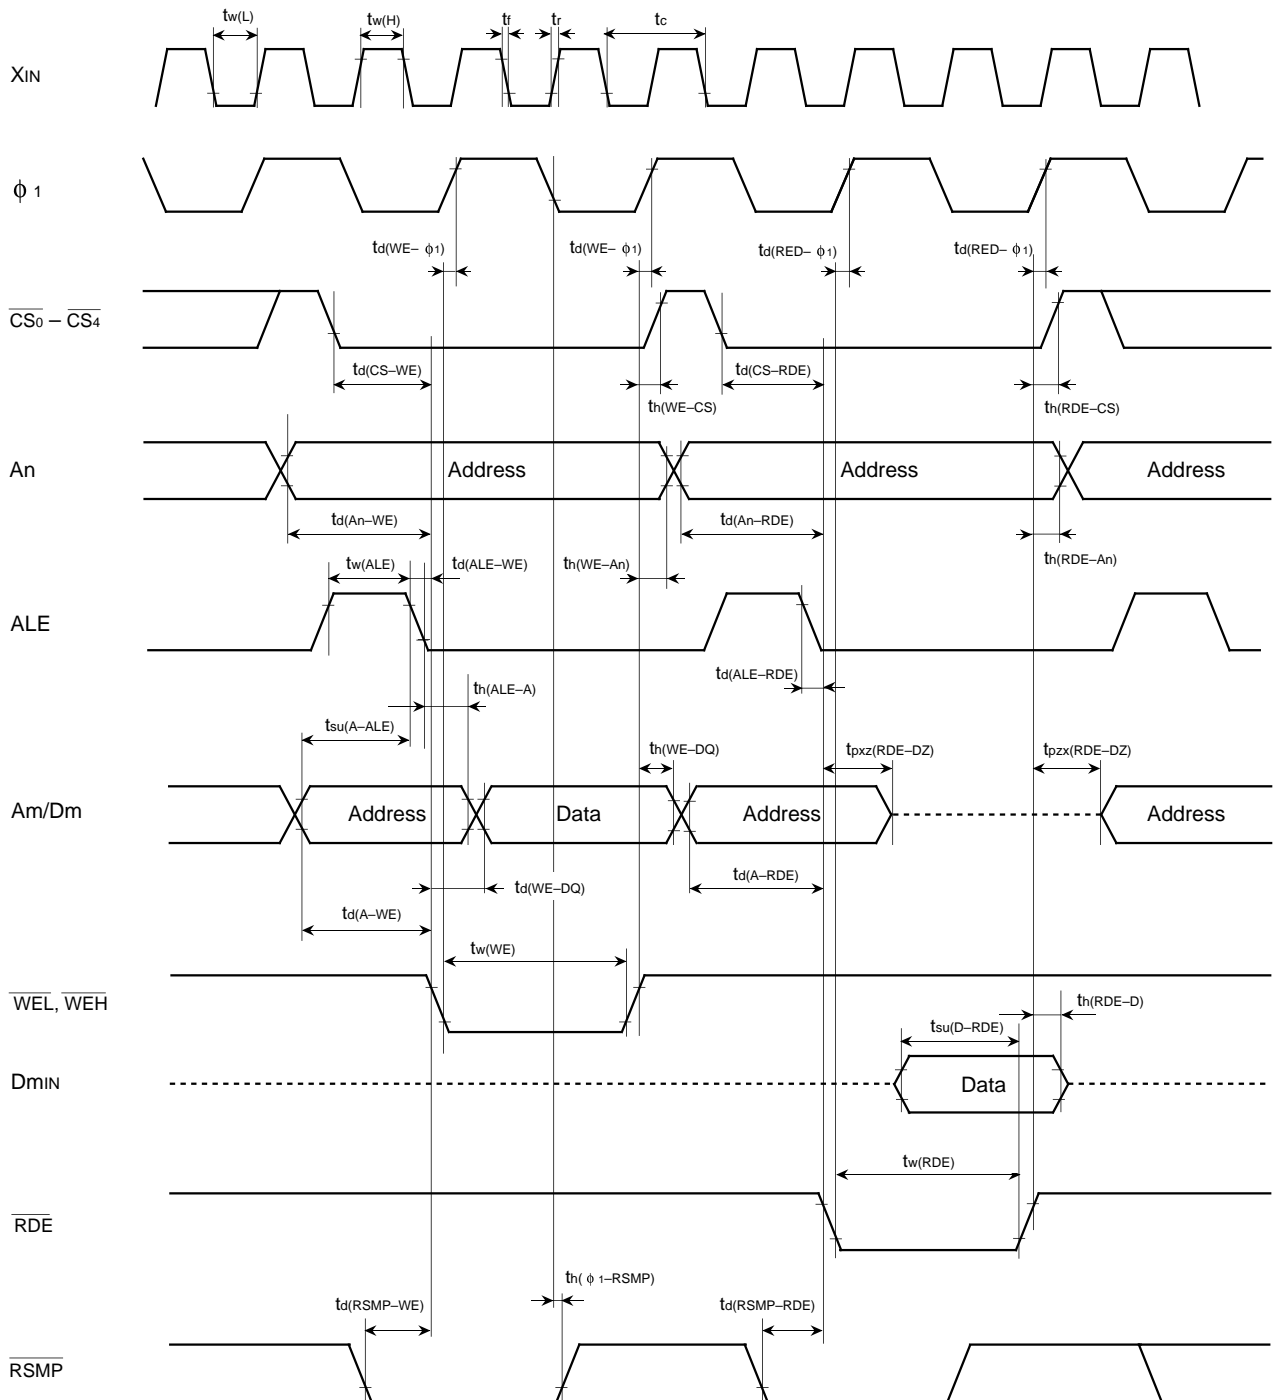 tw(L) tw(H) tf tr tc
XIN
ϕ 1
td(WE– ϕ1) td(WE– ϕ1) td(RED– ϕ1) td(RED– ϕ1)
CS0 – CS4
td(CS–WE) td(CS–RDE)
th(WE–CS) th(RDE–CS)
An Address Address Address
td(An–WE) td(An–RDE)
tw(ALE) td(ALE–WE) th(WE–An) th(RDE–An)
ALE
td(ALE–RDE)
th(ALE–A)
tsu(A–ALE)
th(WE–DQ) tpxz(RDE–DZ) tpzx(RDE–DZ)
Am/Dm Address Data Address Address
td(WE–DQ) td(A–RDE)
td(A–WE)
tw(WE)
WEL, WEH
th(RDE–D)
tsu(D–RDE)
DmIN Data
tw(RDE)
RDE
th( ϕ 1–RSMP)
td(RSMP–WE) td(RSMP–RDE)
RSMP